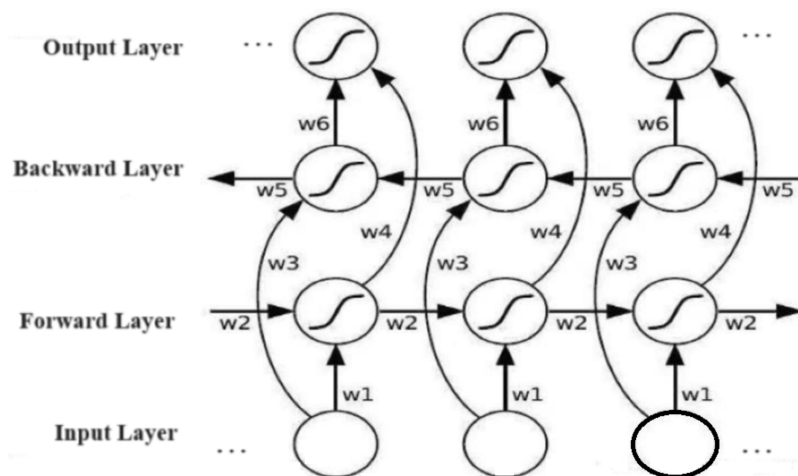 Output Layer ... ...
w6 w6 w6
w4 w4 w4
Backward Layer
w5 w5 w5 w5
w3 w3 w3
Forward Layer
w2 w2 w2 w2
w1 w1 w1
Input Layer ... ...